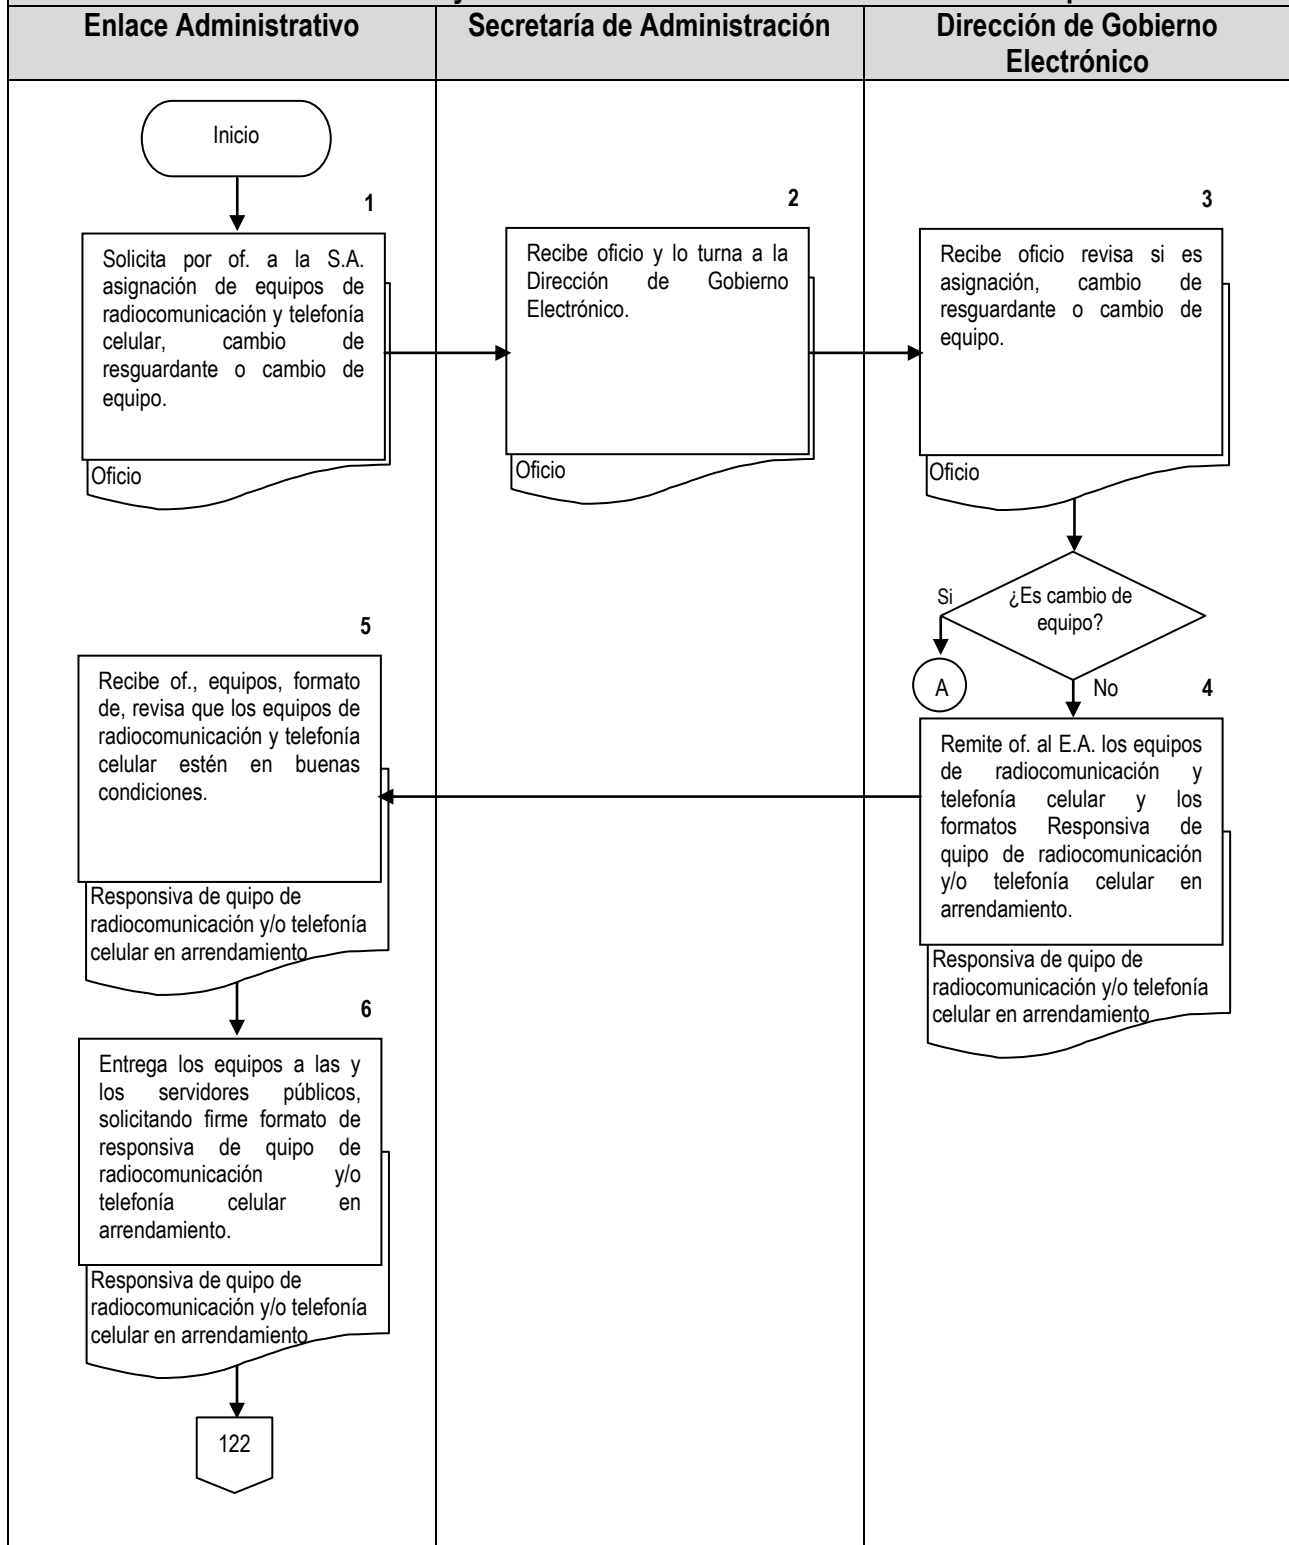 Enlace Administrativo
Secretaría de Administración
Dirección de Gobierno
Electrónico
Inicio
1
Solicita por of. a la S.A.
asignación de equipos de
radiocomunicación y telefonía
celular, cambio de
resguardante o cambio de
equipo.
Oficio
2
Recibe oficio y lo turna a la
Dirección de Gobierno
Electrónico.
Oficio
3
Recibe oficio revisa si es
asignación, cambio de
resguardante o cambio de
equipo.
Oficio
¿Es cambio de
equipo?
Si
A
No
4
Remite of. al E.A. los equipos
de radiocomunicación y
telefonía celular y los
formatos Responsiva de
quipo de radiocomunicación
y/o telefonía celular en
arrendamiento.
Responsiva de quipo de
radiocomunicación y/o telefonía
celular en arrendamiento
5
Recibe of., equipos, formato
de, revisa que los equipos de
radiocomunicación y telefonía
celular estén en buenas
condiciones.
Responsiva de quipo de
radiocomunicación y/o telefonía
celular en arrendamiento
6
Entrega los equipos a las y
los servidores públicos,
solicitando firme formato de
responsiva de quipo de
radiocomunicación y/o
telefonía celular en
arrendamiento.
Responsiva de quipo de
radiocomunicación y/o telefonía
celular en arrendamiento
122